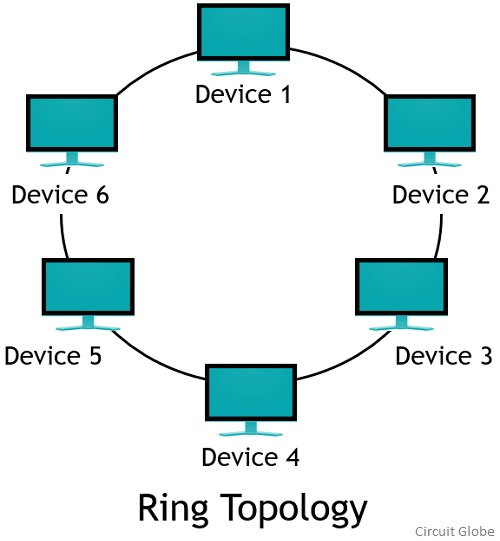 Device 1
Device 6
Device 2
Device 5
Device 3
Device 4
Ring Topology
Circuit Globe